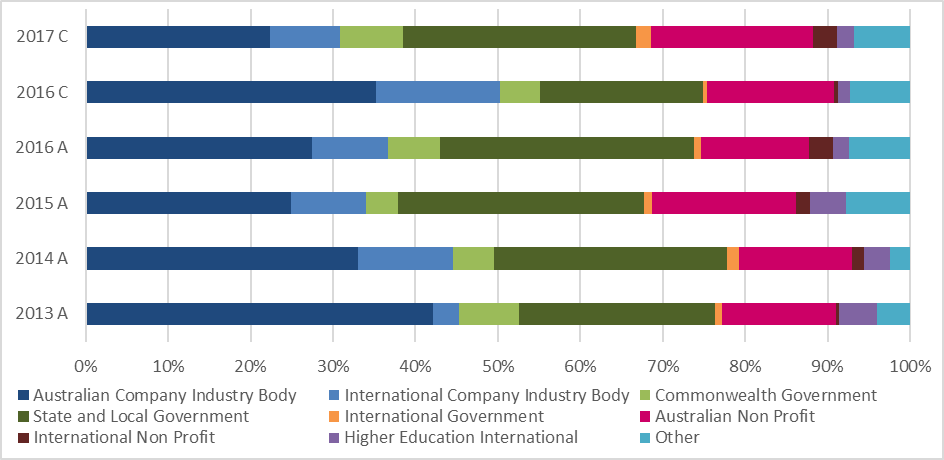 2017 C
2016 C
2016 A
2015 A
2014 A
2013 A
0% 10% 20% 30% 40% 50% 60% 70% 80% 90% 100%
Australian Company Industry Body International Company Industry Body Commonwealth Government
State and Local Government International Government Australian Non Profit
International Non Profit Higher Education International Other